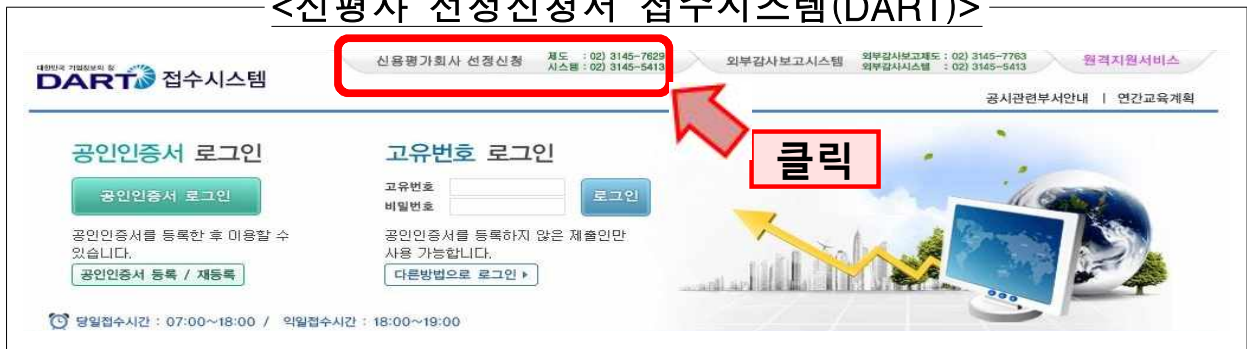 <신평사 선정신청서 접수시스템(DART)>
대한민국 기업정보의 창
DART 접수시스템
신용평가회사 선정신청
제도 : 02) 3145-7629
시스템 : 02) 3145-5413
외부감사보고시스템
외부감사보고제도 : 02) 3145-7763
외부감사시스템 : 02) 3145-5413
원격지원서비스
공시관련부서안내 | 연간교육계획
클릭
공인인증서 로그인
공인인증서 로그인
공인인증서를 등록한 후 이용할 수
있습니다.
공인인증서 등록 / 재등록
고유번호 로그인
고유번호
비밀번호
로그인
공인인증서를 등록하지 않은 제출인만
사용 가능합니다.
다른방법으로 로그인 ▸
당일접수시간 : 07:00~18:00 / 익일접수시간 : 18:00~19:00